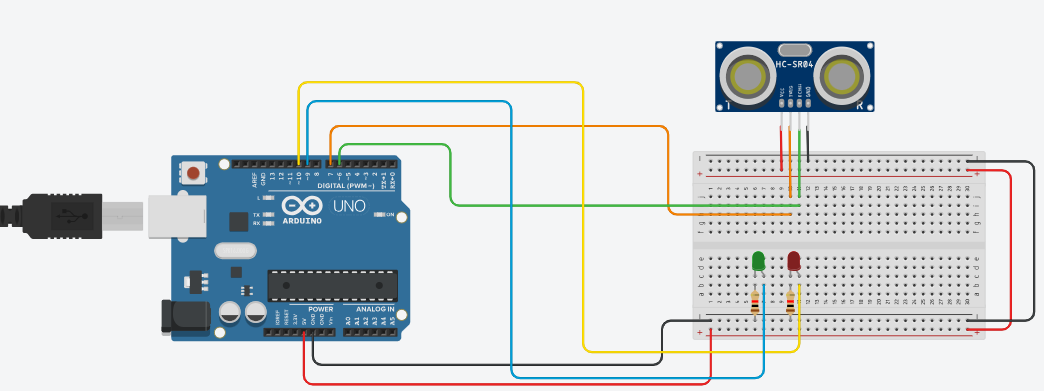 HC-SR04
VCC
TRIG
ECHO
GND
T
R
AREF
GND
13
12
~11
~10
~9
8
7
~6
~5
4
~3
2
TX→1
RX←0
DIGITAL (PWM~)
L
TX
RX
UNO
ON
ARDUINO
POWER
ANALOG IN
IOREF
RESET
3.3V
5V
GND
GND
Vin
A0
A1
A2
A3
A4
A5
j
i
h
g
f
e
d
c
b
a